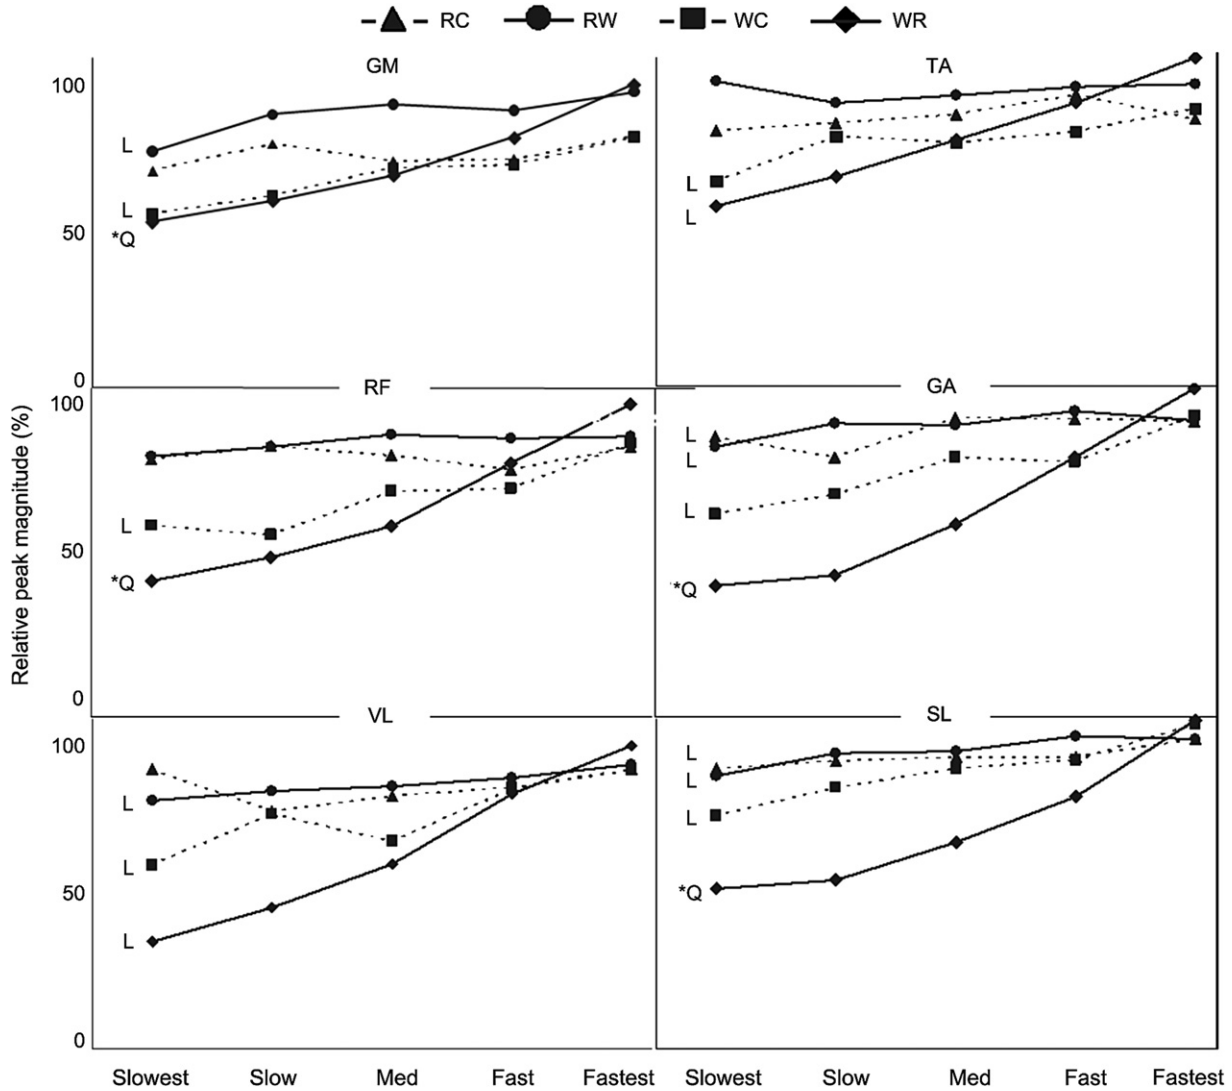 RC RW WC WR
GM TA
100
L
L
L
L
50
*Q
0
RF GA
100
L
L
L
L
50
*Q
*Q
0
Relative peak magnitude (%)
VL SL
100
L
L
L
L
L
50
*Q
L
0
Slowest Slow Med Fast Fastest Slowest Slow Med Fast Fastest